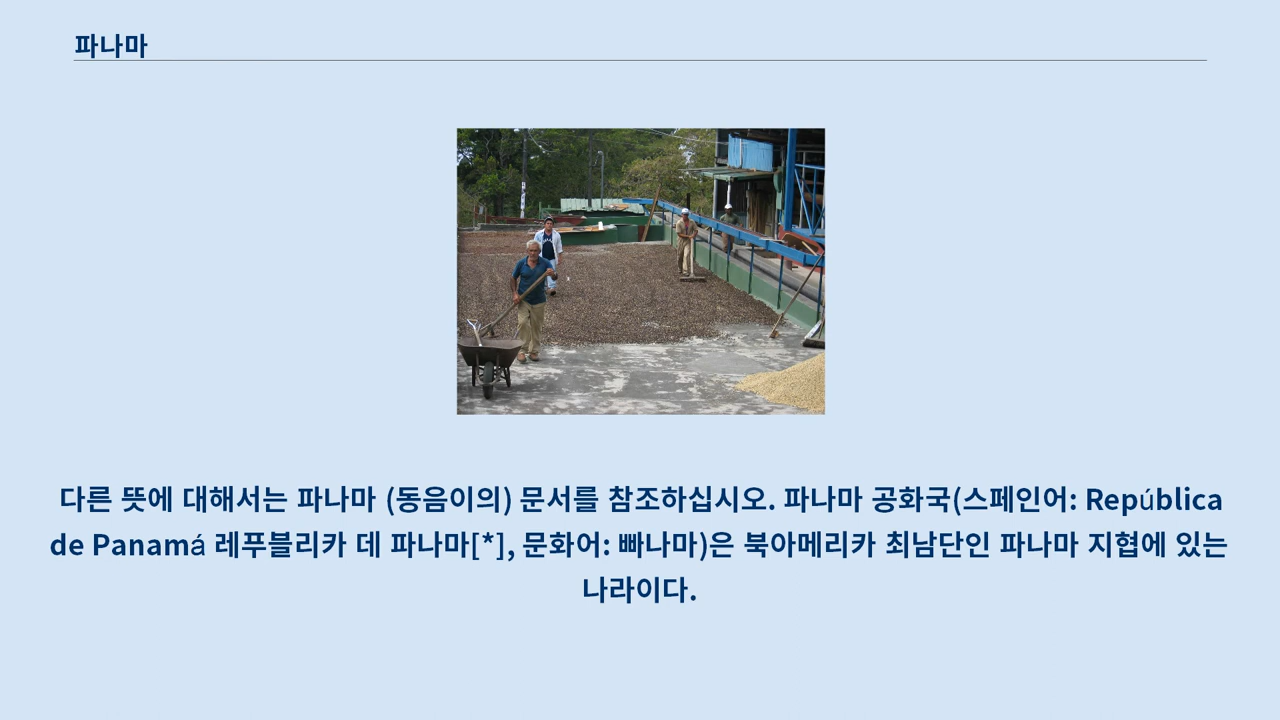 파나마
다른 뜻에 대해서는 파나마 (동음이의) 문서를 참조하십시오. 파나마 공화국(스페인어: República
de Panamá 레푸블리카 데 파나마[*], 문화어: 빠나마)은 북아메리카 최남단인 파나마 지협에 있는
나라이다.